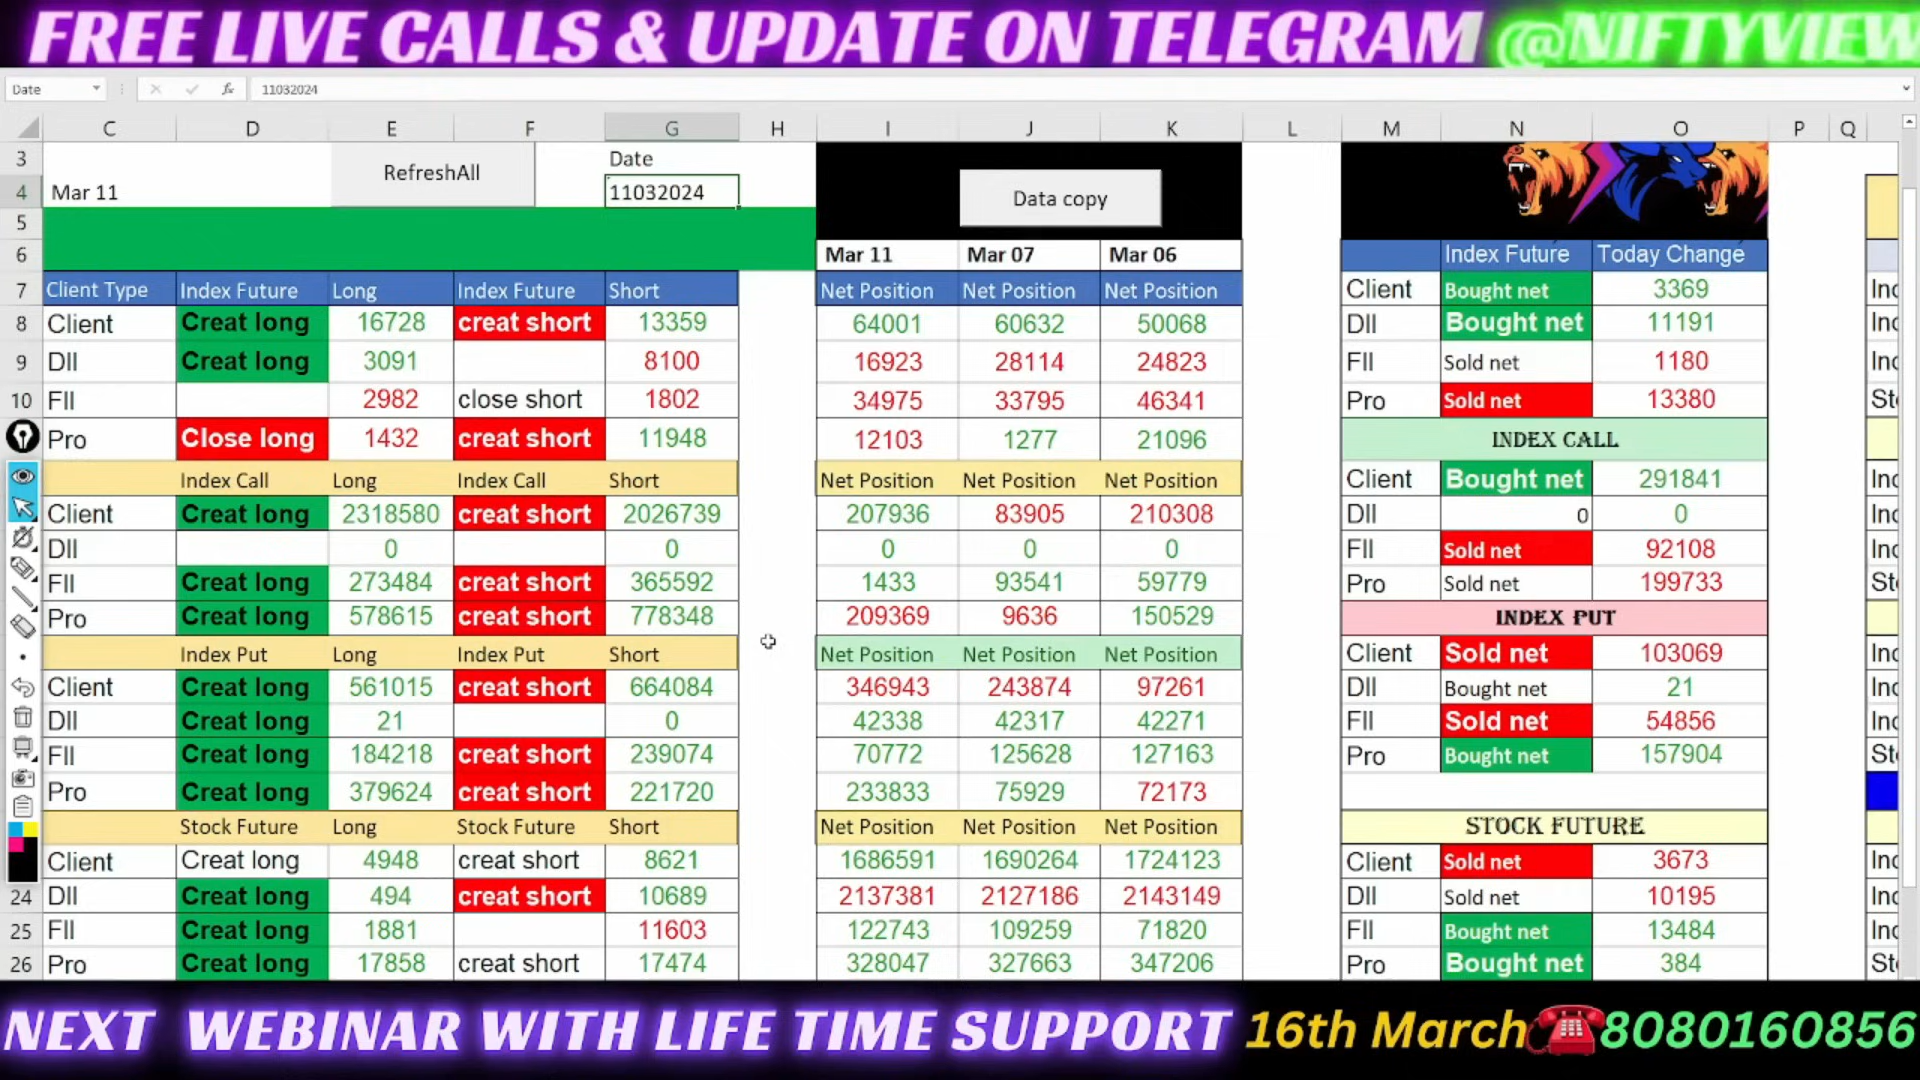 FREE LIVE CALLS & UPDATE ON TELEGRAM @NIFTYVIEW
Date 11032024
C D E F G H I J K L M N O P Q
3 RefreshAll Date Data copy
4 Mar 11 11032024
5
6 Mar 11 Mar 07 Mar 06 Index Future Today Change
7 Client Type Index Future Long Index Future Short Net Position Net Position Net Position Client Bought net 3369
8 Client Creat long 16728 creat short 13359 64001 60632 50068 DII Bought net 11191
9 DII Creat long 3091 8100 16923 28114 24823 FII Sold net 1180
10 FII 2982 close short 1802 34975 33795 46341 Pro Sold net 13380
Pro Close long 1432 creat short 11948 12103 1277 21096 INDEX CALL
Index Call Long Index Call Short Net Position Net Position Net Position Client Bought net 291841
Client Creat long 2318580 creat short 2026739 207936 83905 210308 DII 0 0
DII 0 0 0 0 0 FII Sold net 92108
FII Creat long 273484 creat short 365592 1433 93541 59779 Pro Sold net 199733
Pro Creat long 578615 creat short 778348 209369 9636 150529 INDEX PUT
Index Put Long Index Put Short Net Position Net Position Net Position Client Sold net 103069
Client Creat long 561015 creat short 664084 346943 243874 97261 DII Bought net 21
DII Creat long 21 0 42338 42317 42271 FII Sold net 54856
FII Creat long 184218 creat short 239074 70772 125628 127163 Pro Bought net 157904
Pro Creat long 379624 creat short 221720 233833 75929 72173
Stock Future Long Stock Future Short Net Position Net Position Net Position STOCK FUTURE
Client Creat long 4948 creat short 8621 1686591 1690264 1724123 Client Sold net 3673
24 DII Creat long 494 creat short 10689 2137381 2127186 2143149 DII Sold net 10195
25 FII Creat long 1881 11603 122743 109259 71820 FII Bought net 13484
26 Pro Creat long 17858 creat short 17474 328047 327663 347206 Pro Bought net 384
NEXT WEBINAR WITH LIFE TIME SUPPORT 16th March 8080160856